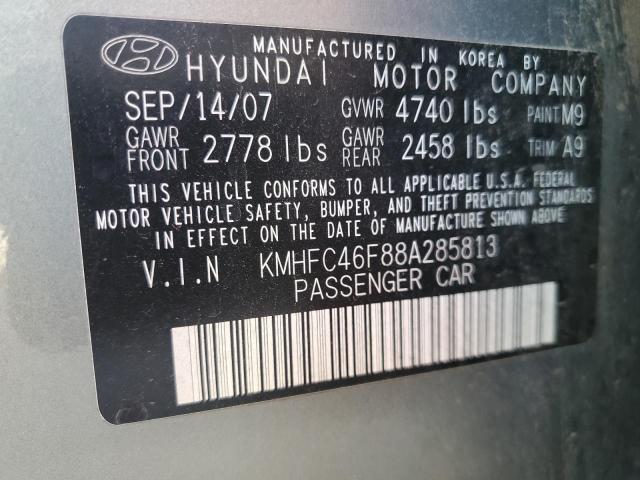 MANUFACTURED IN KOREA BY
HYUNDAI MOTOR COMPANY
SEP/14/07 GVWR 4740 lbs PAINT M9
GAWR FRONT 2778 lbs GAWR REAR 2458 lbs TRIM A9
THIS VEHICLE CONFORMS TO ALL APPLICABLE U.S.A. FEDERAL
MOTOR VEHICLE SAFETY, BUMPER, AND THEFT PREVENTION STANDARDS
IN EFFECT ON THE DATE OF MANUFACTURE SHOWN ABOVE.
V.I.N KMHFC46F88A285813
PASSENGER CAR